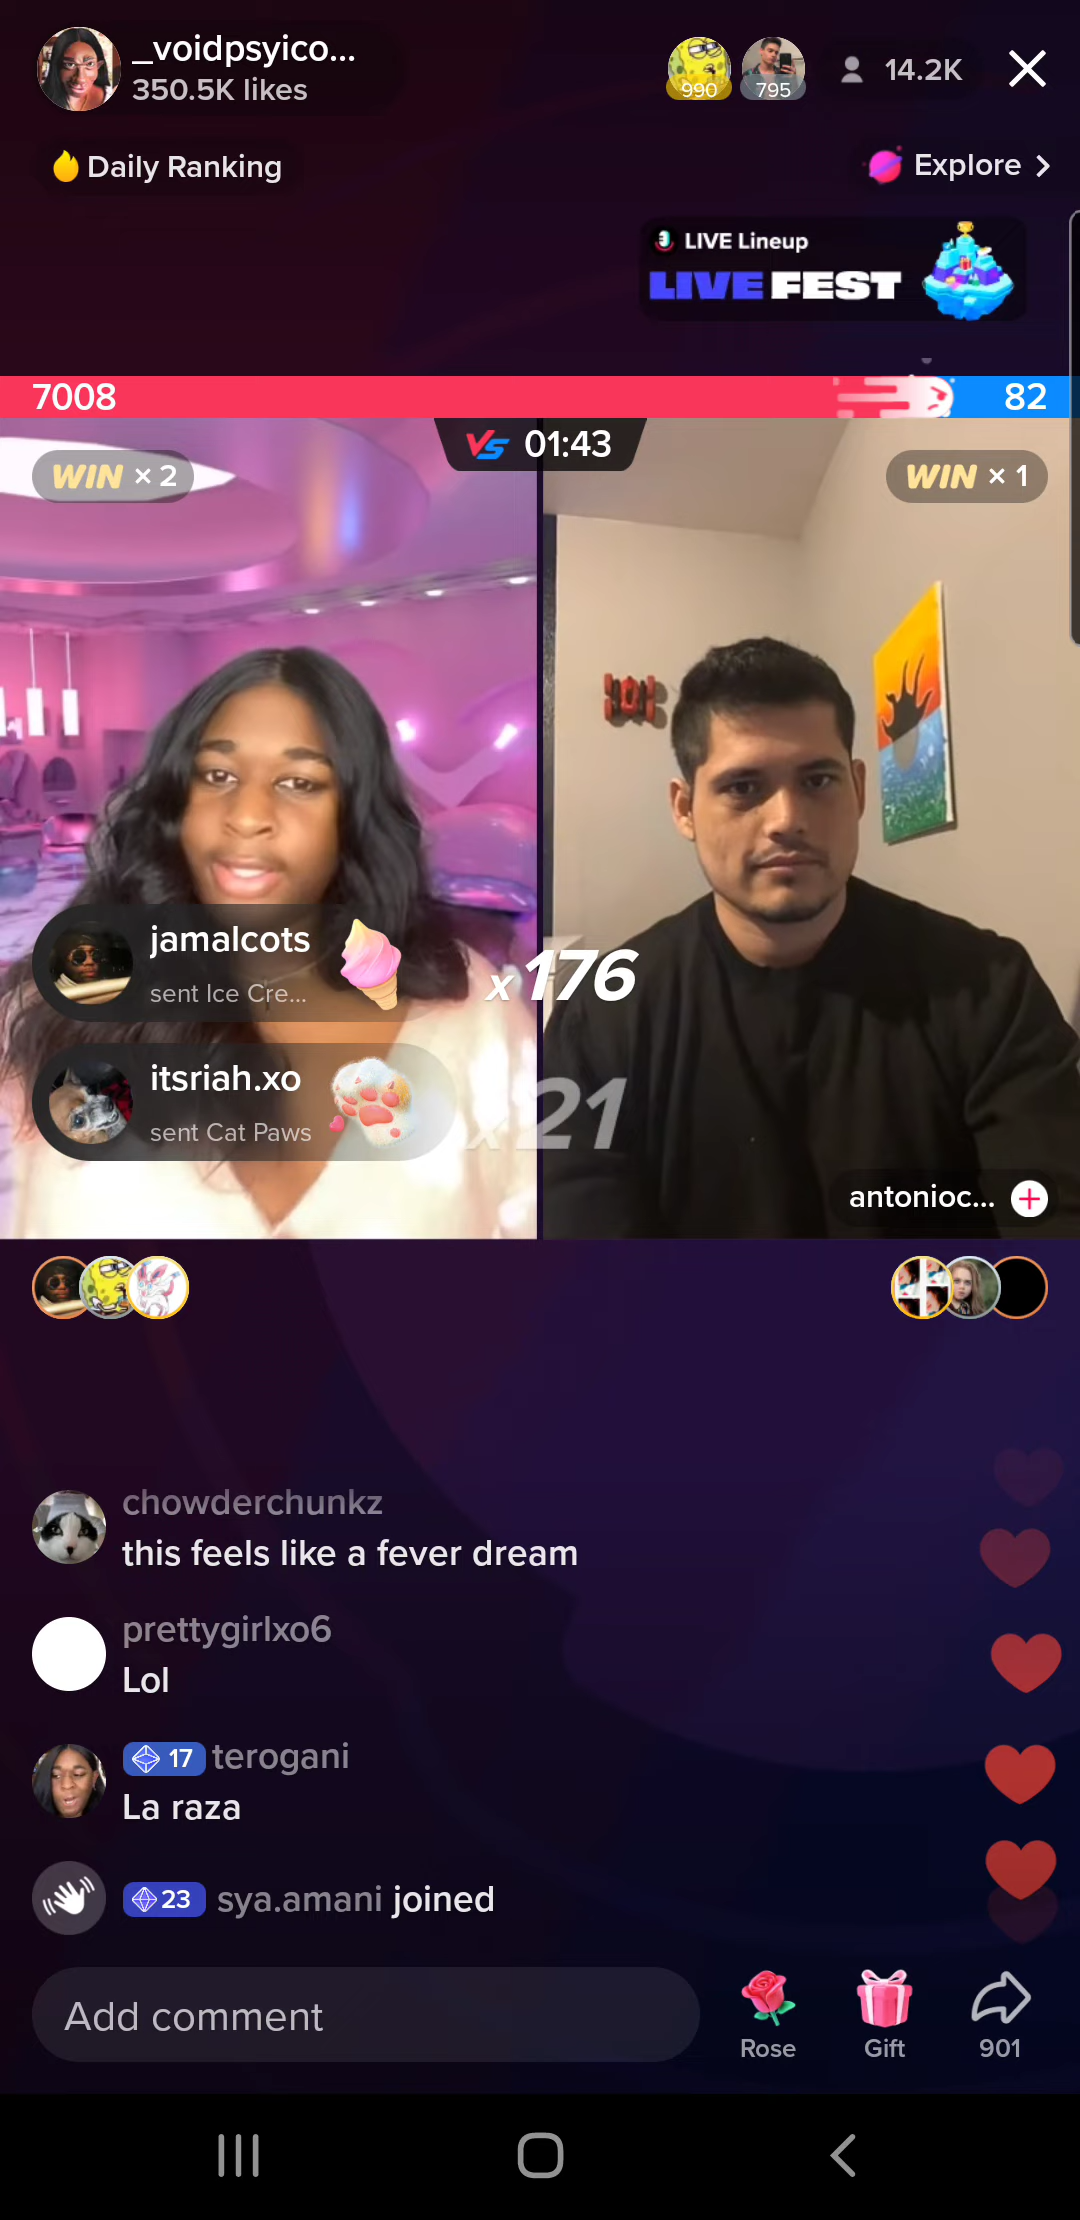 _voidpsyico...
350.5K likes
990
795
14.2K
Daily Ranking
Explore
LIVE Lineup
LIVE FEST
7008
82
VS 01:43
WIN × 2
WIN × 1
jamalcots
sent Ice Cre...
x176
itsriah.xo
sent Cat Paws
x21
antonioc...
chowderchunkz
this feels like a fever dream
prettygirlxo6
Lol
17 terogani
La raza
23 sya.amani joined
Add comment
Rose
Gift
901